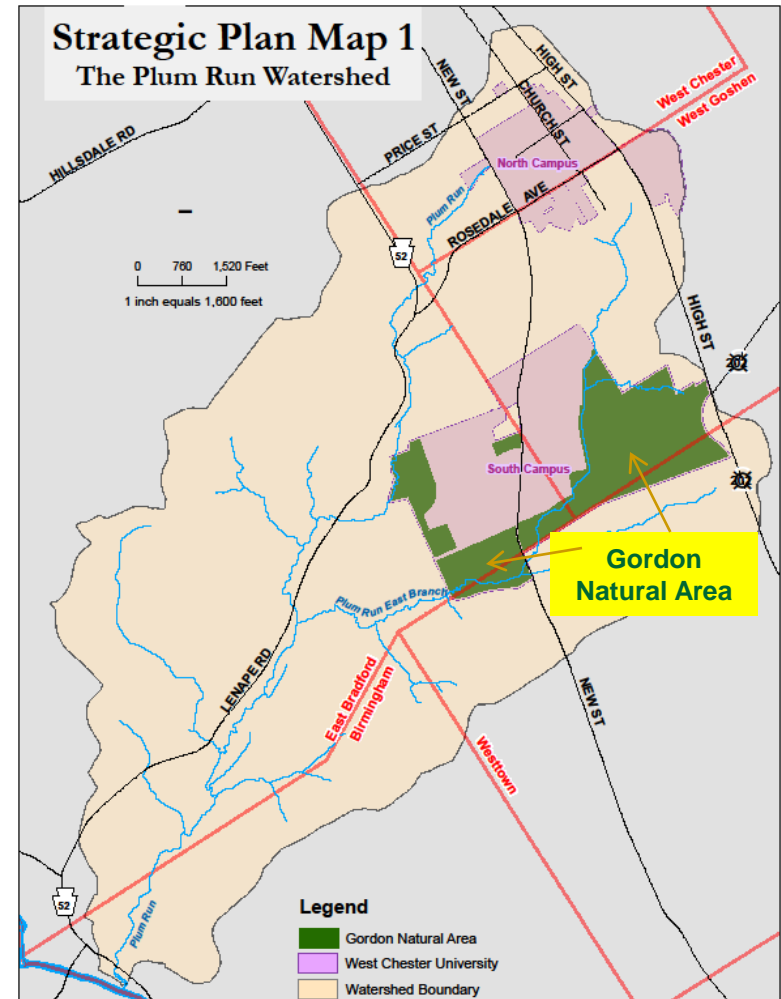 Strategic Plan Map 1
The Plum Run Watershed
HIGH ST
NEW ST
CHURCH ST
West Chester
West Goshen
HILLSDALE RD
PRICE ST
North Campus
Plum Run
ROSEDALE AVE
52
0 760 1,520 Feet
1 inch equals 1,600 feet
HIGH ST
202
South Campus
202
Gordon
Natural Area
Plum Run East Branch
LENAPE RD
East Bradford
Birmingham
NEW ST
Westtown
52
Plum Run
Legend
Gordon Natural Area
West Chester University
Watershed Boundary